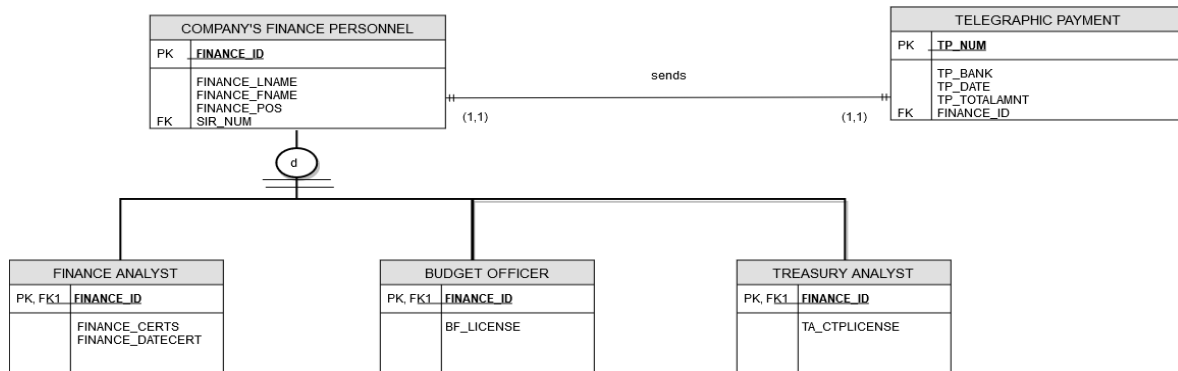 COMPANY'S FINANCE PERSONNEL
PK FINANCE_ID
FINANCE_LNAME
FINANCE_FNAME
FINANCE_POS
FK SIR_NUM
sends
(1,1)
(1,1)
TELEGRAPHIC PAYMENT
PK TP_NUM
TP_BANK
TP_DATE
TP_TOTALAMNT
FK FINANCE_ID
d
FINANCE ANALYST
PK, FK1 FINANCE_ID
FINANCE_CERTS
FINANCE_DATECERT
BUDGET OFFICER
PK, FK1 FINANCE_ID
BF_LICENSE
TREASURY ANALYST
PK, FK1 FINANCE_ID
TA_CTPLICENSE